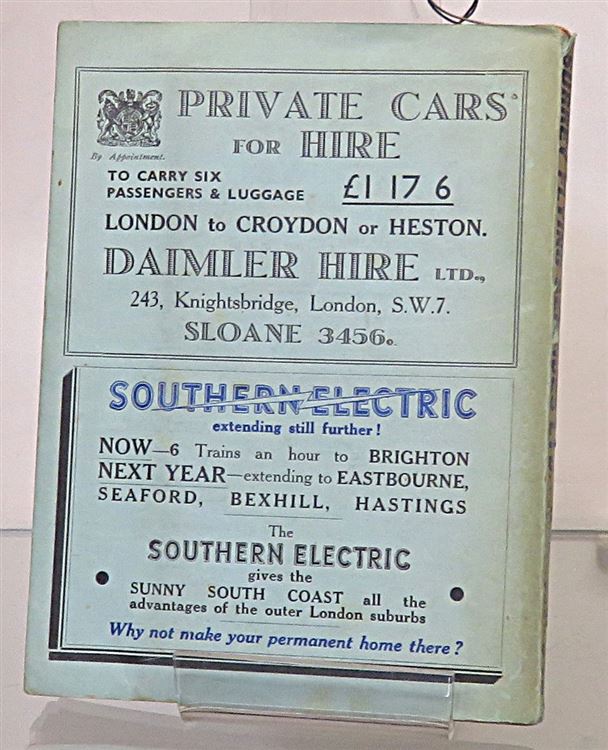 PRIVATE CARS
FOR HIRE
By Appointment.
TO CARRY SIX
PASSENGERS & LUGGAGE £1 17 6
LONDON to CROYDON or HESTON.
DAIMLER HIRE LTD.,
243, Knightsbridge, London, S.W.7.
SLOANE 3456.
SOUTHERN ELECTRIC
extending still further!
NOW—6 Trains an hour to BRIGHTON
NEXT YEAR—extending to EASTBOURNE,
SEAFORD, BEXHILL, HASTINGS
The
SOUTHERN ELECTRIC
gives the
SUNNY SOUTH COAST all the
advantages of the outer London suburbs
Why not make your permanent home there?